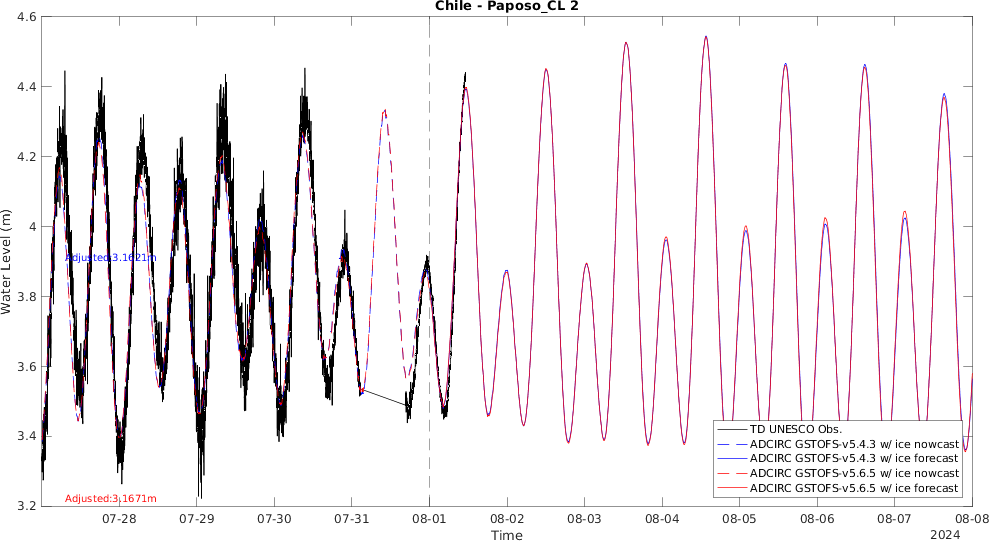 Chile - Paposo_CL 2
4.6
4.4
4.2
4
3.8
3.6
3.4
3.2
Water Level (m)
Adjusted:3.1621m
Adjusted:3.1671m
TD UNESCO Obs.
ADCIRC GSTOFS-v5.4.3 w/ ice nowcast
ADCIRC GSTOFS-v5.4.3 w/ ice forecast
ADCIRC GSTOFS-v5.6.5 w/ ice nowcast
ADCIRC GSTOFS-v5.6.5 w/ ice forecast
07-28 07-29 07-30 07-31 08-01 08-02 08-03 08-04 08-05 08-06 08-07 08-08
Time
2024